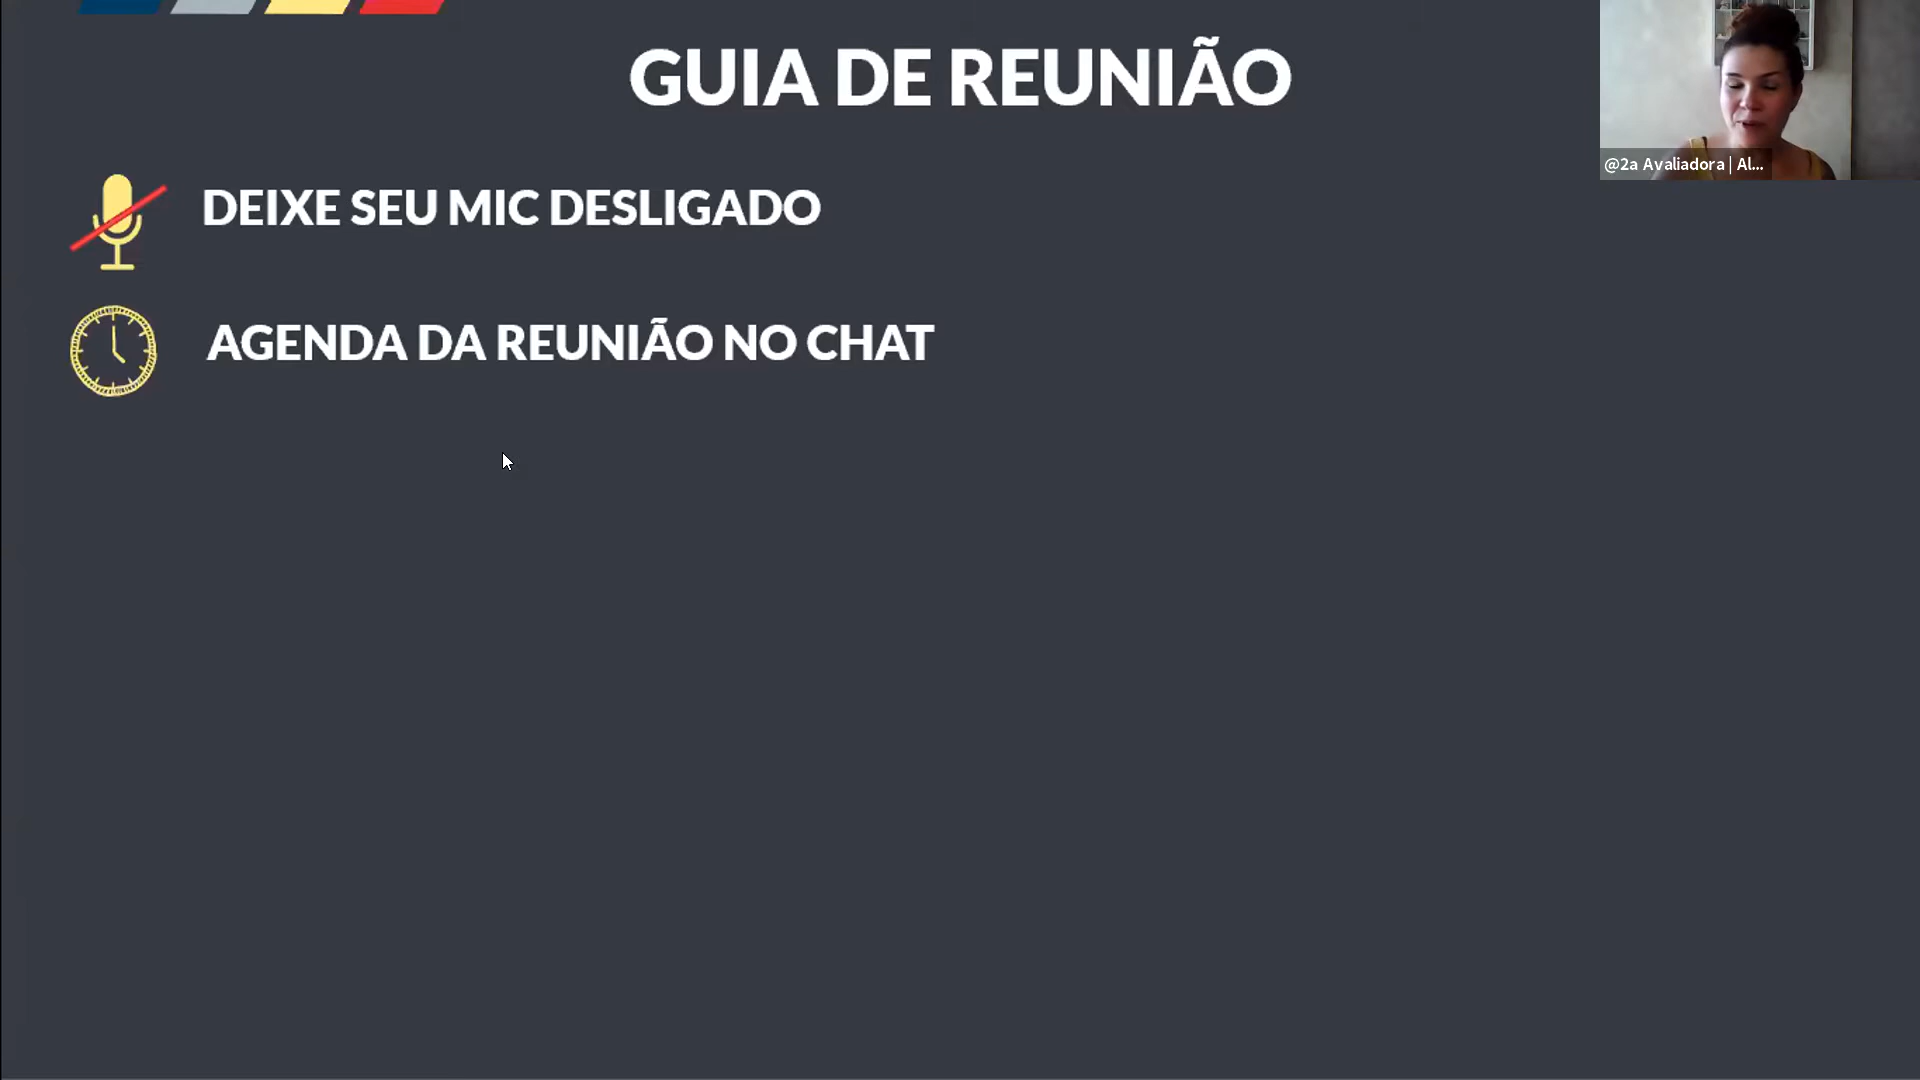 GUIA DE REUNIÃO
@2a Avaliadora | Al...
DEIXE SEU MIC DESLIGADO
AGENDA DA REUNIÃO NO CHAT